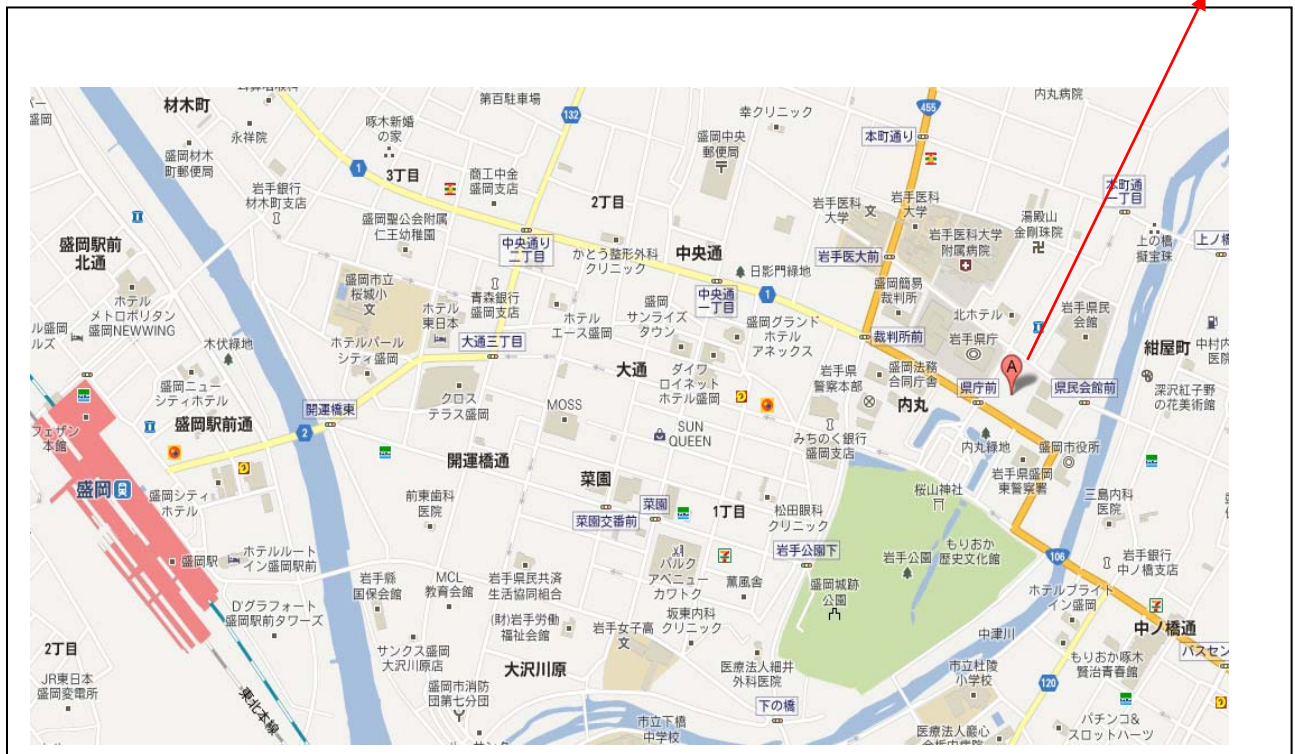 材木町
第百駐車場
132
幸クリニック
455
内丸病院
盛岡
永祥院
啄木新婚
の家
盛岡中央
郵便局
本町通り
盛岡材木
町郵便局
1
3丁目
商工中金
盛岡支店
岩手銀行
材木町支店
2丁目
岩手医科
大学
岩手医科
大学
本町通
一丁目
盛岡聖公会附属
仁王幼稚園
湯殿山
金剛珠院
盛岡駅前
北通
中央通り
二丁目
かとう整形外科
クリニック
中央通
岩手医大前
岩手医科大学
附属病院
上の橋
擬宝珠
日影門緑地
盛岡市立
桜城小
文
青森銀行
盛岡支店
盛岡
サンライズ
タウン
中央通
一丁目
1
盛岡簡易
裁判所
ホテル
メトロポリタン
盛岡NEWWING
ホテル
東日本
ホテル
エース盛岡
盛岡グランド
ホテル
アネックス
北ホテル
岩手県民
会館
木伏緑地
ホテルパール
シティ盛岡
大通三丁目
裁判所前
岩手県庁
紺屋町
中村内
医院
大通
ダイワ
ロイネット
ホテル盛岡
岩手県
警察本部
盛岡法務
合同庁舎
A
盛岡ニュー
シティホテル
クロス
テラス盛岡
県庁前
県民会館前
深沢紅子野
の花美術館
開運橋東
MOSS
内丸
フェザン
本館
盛岡駅前通
2
SUN
QUEEN
みちのく銀行
盛岡支店
内丸緑地
盛岡市役所
開運橋通
菜園
岩手県盛岡
東警察署
盛岡
盛岡シティ
ホテル
前東歯科
医院
菜園
1丁目
松田眼科
クリニック
桜山神社
三島内科
医院
菜園交番前
岩手公園下
もりおか
歴史文化館
106
盛岡駅
ホテルルート
イン盛岡駅前
パルク
アベニュー
カワトク
岩手公園
岩手銀行
中ノ橋支店
岩手縣
国保会館
MCL
教育会館
岩手県民共済
生活協同組合
薫風舎
盛岡城跡
公園
ホテルブライト
イン盛岡
D'グラフォート
盛岡駅前タワーズ
(財)岩手労働
福祉会館
岩手女子高
文
坂東内科
クリニック
中津川
中ノ橋通
2丁目
サンクス盛岡
大沢川原店
大沢川原
医療法人細井
外科医院
市立杜陵
小学校
もりおか啄木
賢治青春館
バスセン
JR東日本
盛岡変電所
東北本線
盛岡市消防
団第七分団
120
下の橋
市立下橋
中学校
医療法人巖心
パチンコ&
スロットハーツ